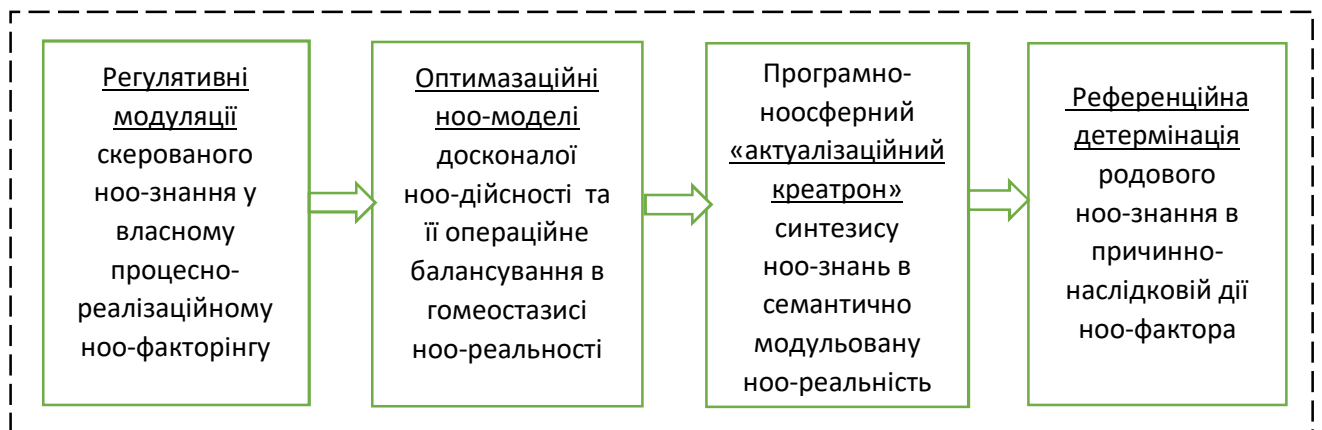 Регулятивні
модуляції
скерованого
ноо-знання у
власному
процесно-
реалізаційному
ноо-факторінгу
Оптимазаційні
ноо-моделі
досконалої
ноо-дійсності та
її операційне
балансування в
гомеостазисі
ноо-реальності
Програмно-
ноосферний
«актуалізаційний
креатрон»
синтезису
ноо-знань в
семантично
модульовану
ноо-реальність
Референційна
детермінація
родового
ноо-знання в
причинно-
наслідковій дії
ноо-фактора